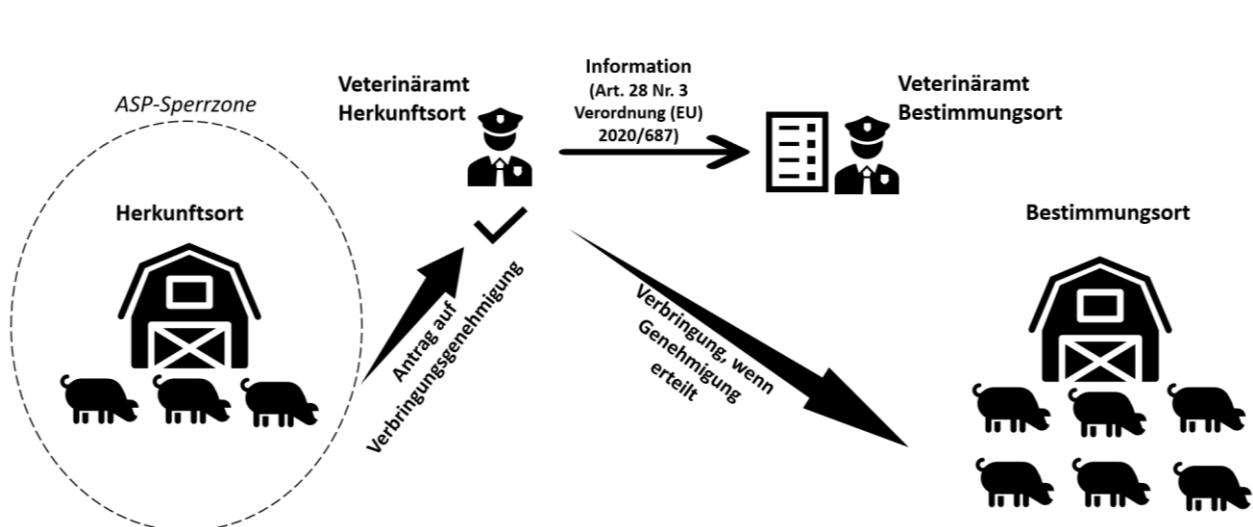 ASP-Sperrzone
Herkunftsort
Veterinäramt
Herkunftsort
Information
(Art. 28 Nr. 3
Verordnung (EU)
2020/687)
Veterinäramt
Bestimmungsort
Bestimmungsort
Antrag auf
Verbringungsgenehmigung
Verbringung, wenn
Genehmigung
erteilt